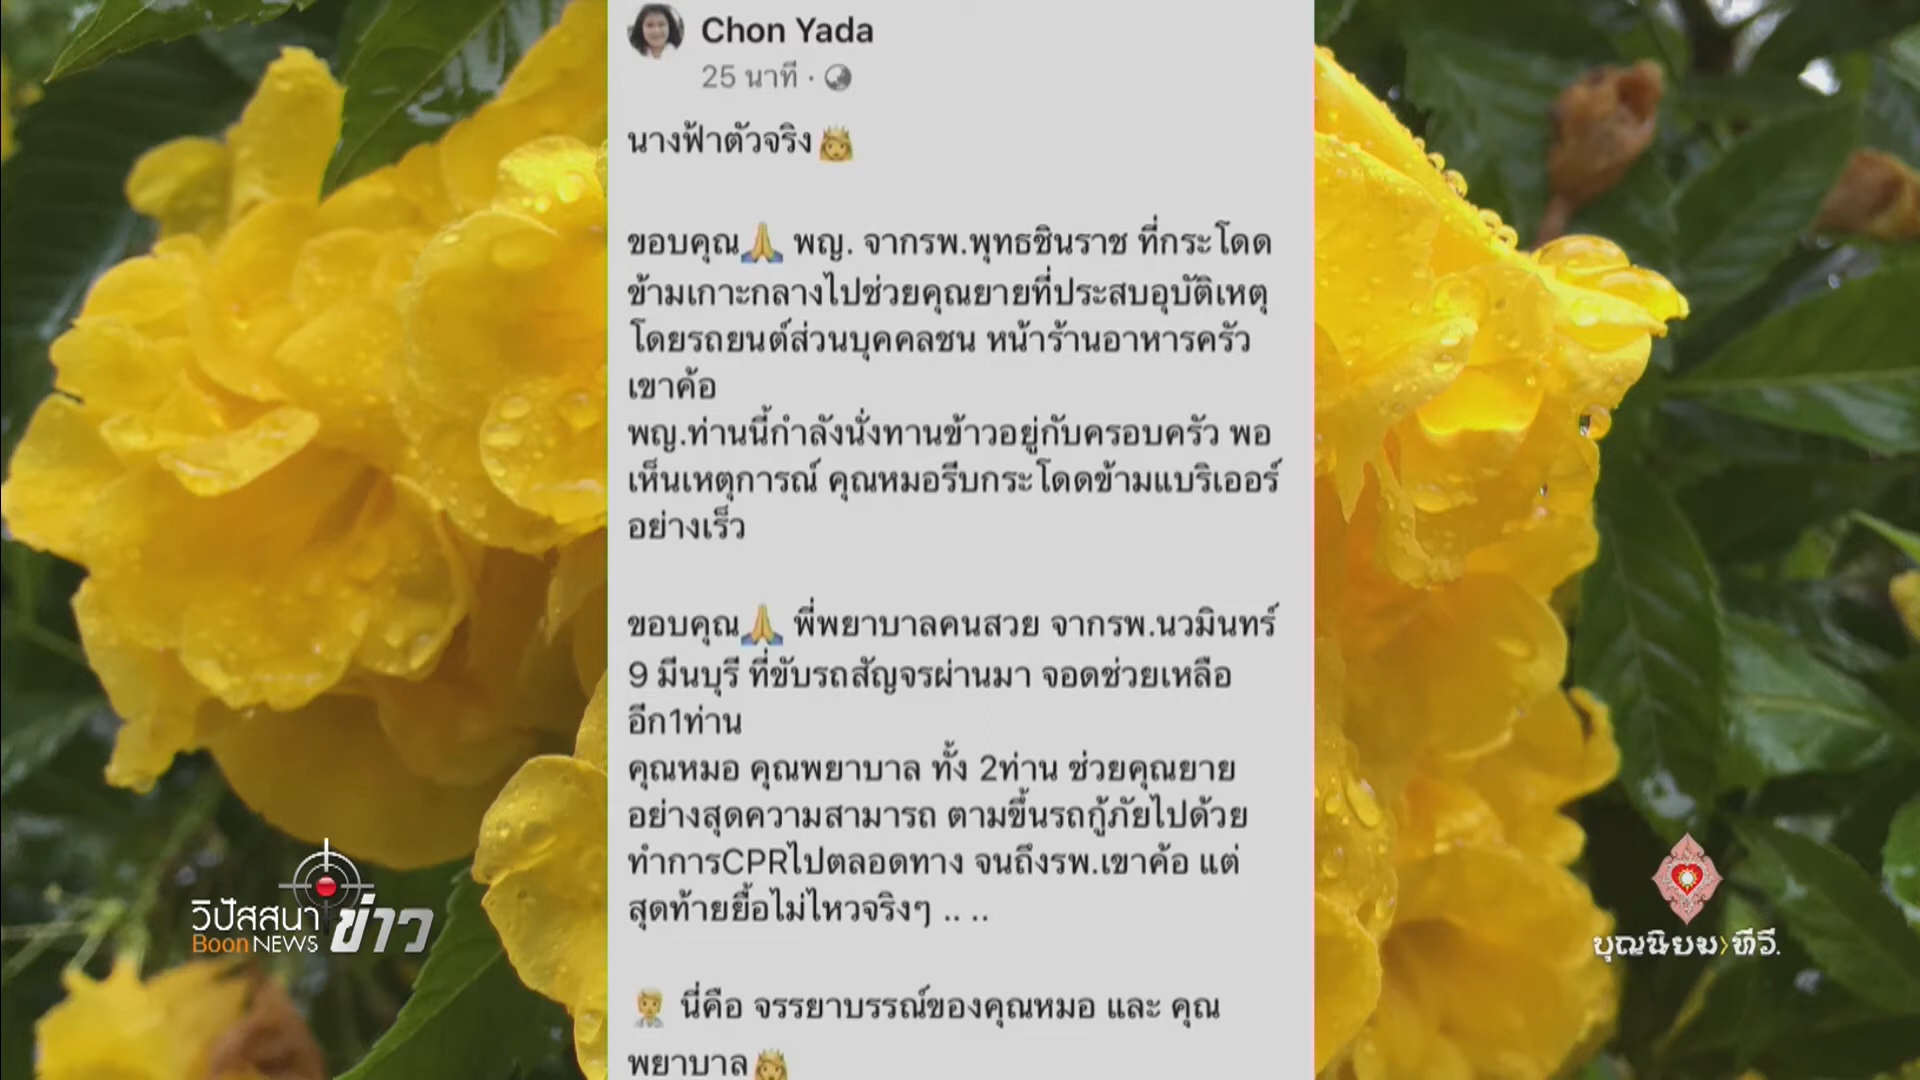 Chon Yada
25 นาที ·
นางฟ้าตัวจริง👸
ขอบคุณ🙏 พญ. จากรพ.พุทธชินราช ที่กระโดด
ข้ามเกาะกลางไปช่วยคุณยายที่ประสบอุบัติเหตุ
โดยรถยนต์ส่วนบุคคลชน หน้าร้านอาหารครัว
เขาค้อ
พญ.ท่านนี้กำลังนั่งทานข้าวอยู่กับครอบครัว พอ
เห็นเหตุการณ์ คุณหมอรีบกระโดดข้ามแบริเออร์
อย่างเร็ว
ขอบคุณ🙏 พี่พยาบาลคนสวย จากรพ.นวมินทร์
9 มีนบุรี ที่ขับรถสัญจรผ่านมา จอดช่วยเหลือ
อีก1ท่าน
คุณหมอ คุณพยาบาล ทั้ง 2ท่าน ช่วยคุณยาย
อย่างสุดความสามารถ ตามขึ้นรถกู้ภัยไปด้วย
ทำการCPRไปตลอดทาง จนถึงรพ.เขาค้อ แต่
สุดท้ายยื้อไม่ไหวจริงๆ .. ..
🧑‍⚕️ นี่คือ จรรยาบรรณ์ของคุณหมอ และ คุณ
พยาบาล👸
วิปัสสนา
ข่าว
Boon NEWS
บุญนิยม ทีวี.